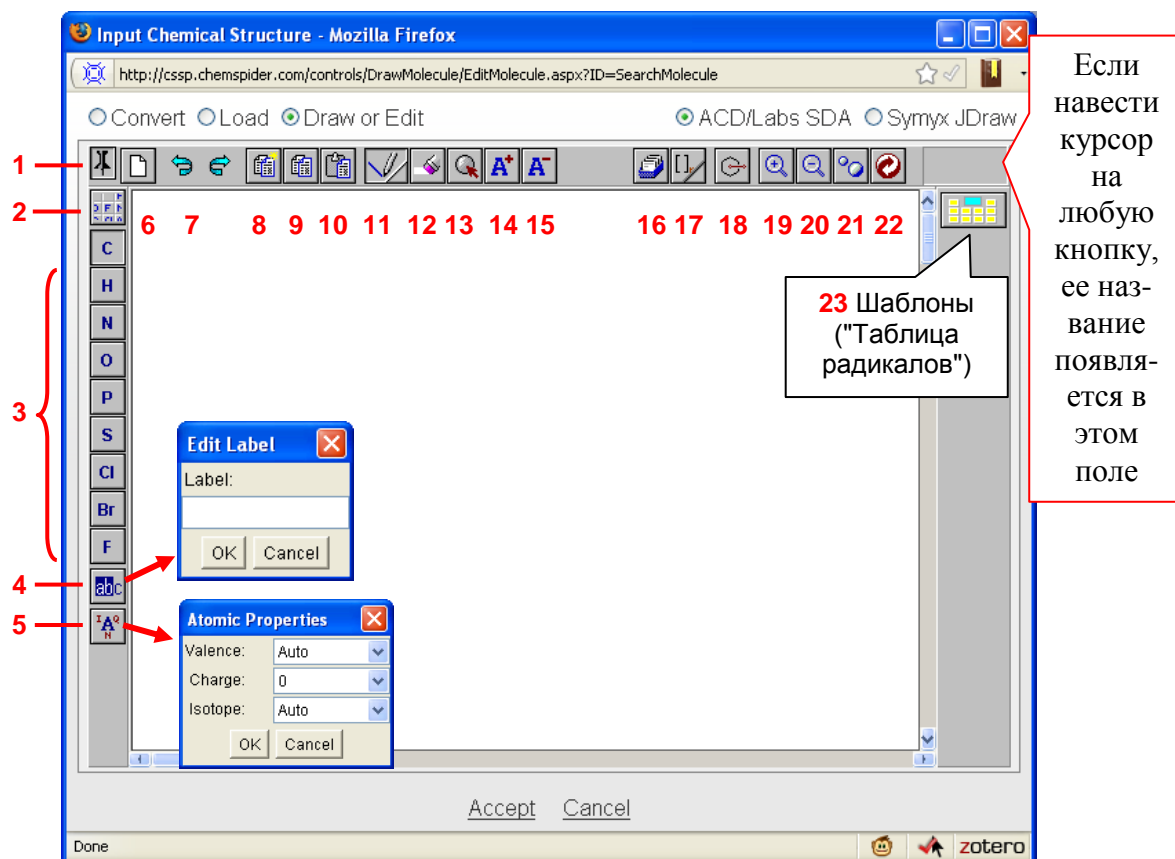 Input Chemical Structure - Mozilla Firefox
http://cssp.chemspider.com/controls/DrawMolecule/EditMolecule.aspx?ID=SearchMolecule
Convert Load Draw or Edit ACD/Labs SDA Symyx JDraw
Если
навести
курсор
на
любую
кнопку,
ее наз-
вание
появля-
ется в
этом
поле
1
A+ A-
2
6 7 8 9 10 11 12 13 14 15 16 17 18 19 20 21 22
C
H
N
O
P
S
Cl
Br
F
3
23 Шаблоны
("Таблица
радикалов")
Edit Label
Label:
OK Cancel
4
abc
5
I A Q
N
Atomic Properties
Valence: Auto
Charge: 0
Isotope: Auto
OK Cancel
Accept Cancel
Done
zotero